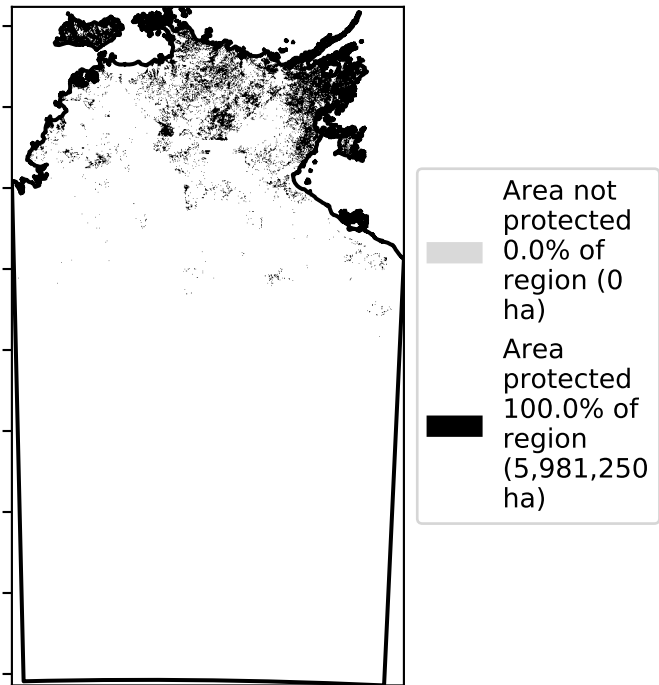 Area not
protected
0.0% of
region (0
ha)
Area
protected
100.0% of
region
(5,981,250
ha)